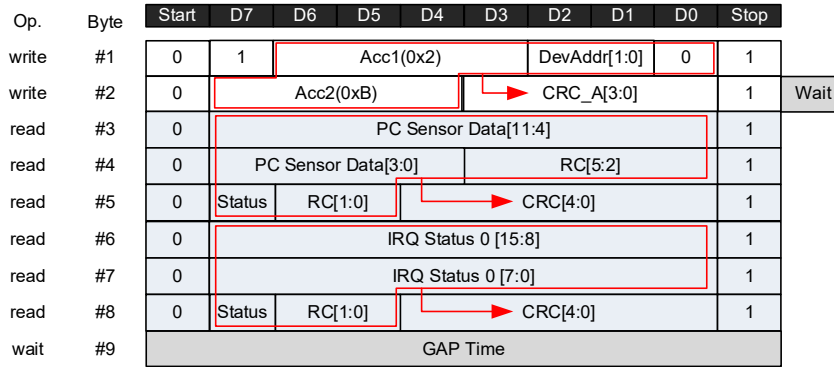 Op. Byte Start D7 D6 D5 D4 D3 D2 D1 D0 Stop
write #1 0 1 Acc1(0x2) DevAddr[1:0] 0 1
write #2 0 Acc2(0xB) CRC_A[3:0] 1 Wait
read #3 0 PC Sensor Data[11:4] 1
read #4 0 PC Sensor Data[3:0] RC[5:2] 1
read #5 0 Status RC[1:0] CRC[4:0] 1
read #6 0 IRQ Status 0 [15:8] 1
read #7 0 IRQ Status 0 [7:0] 1
read #8 0 Status RC[1:0] CRC[4:0] 1
wait #9 GAP Time